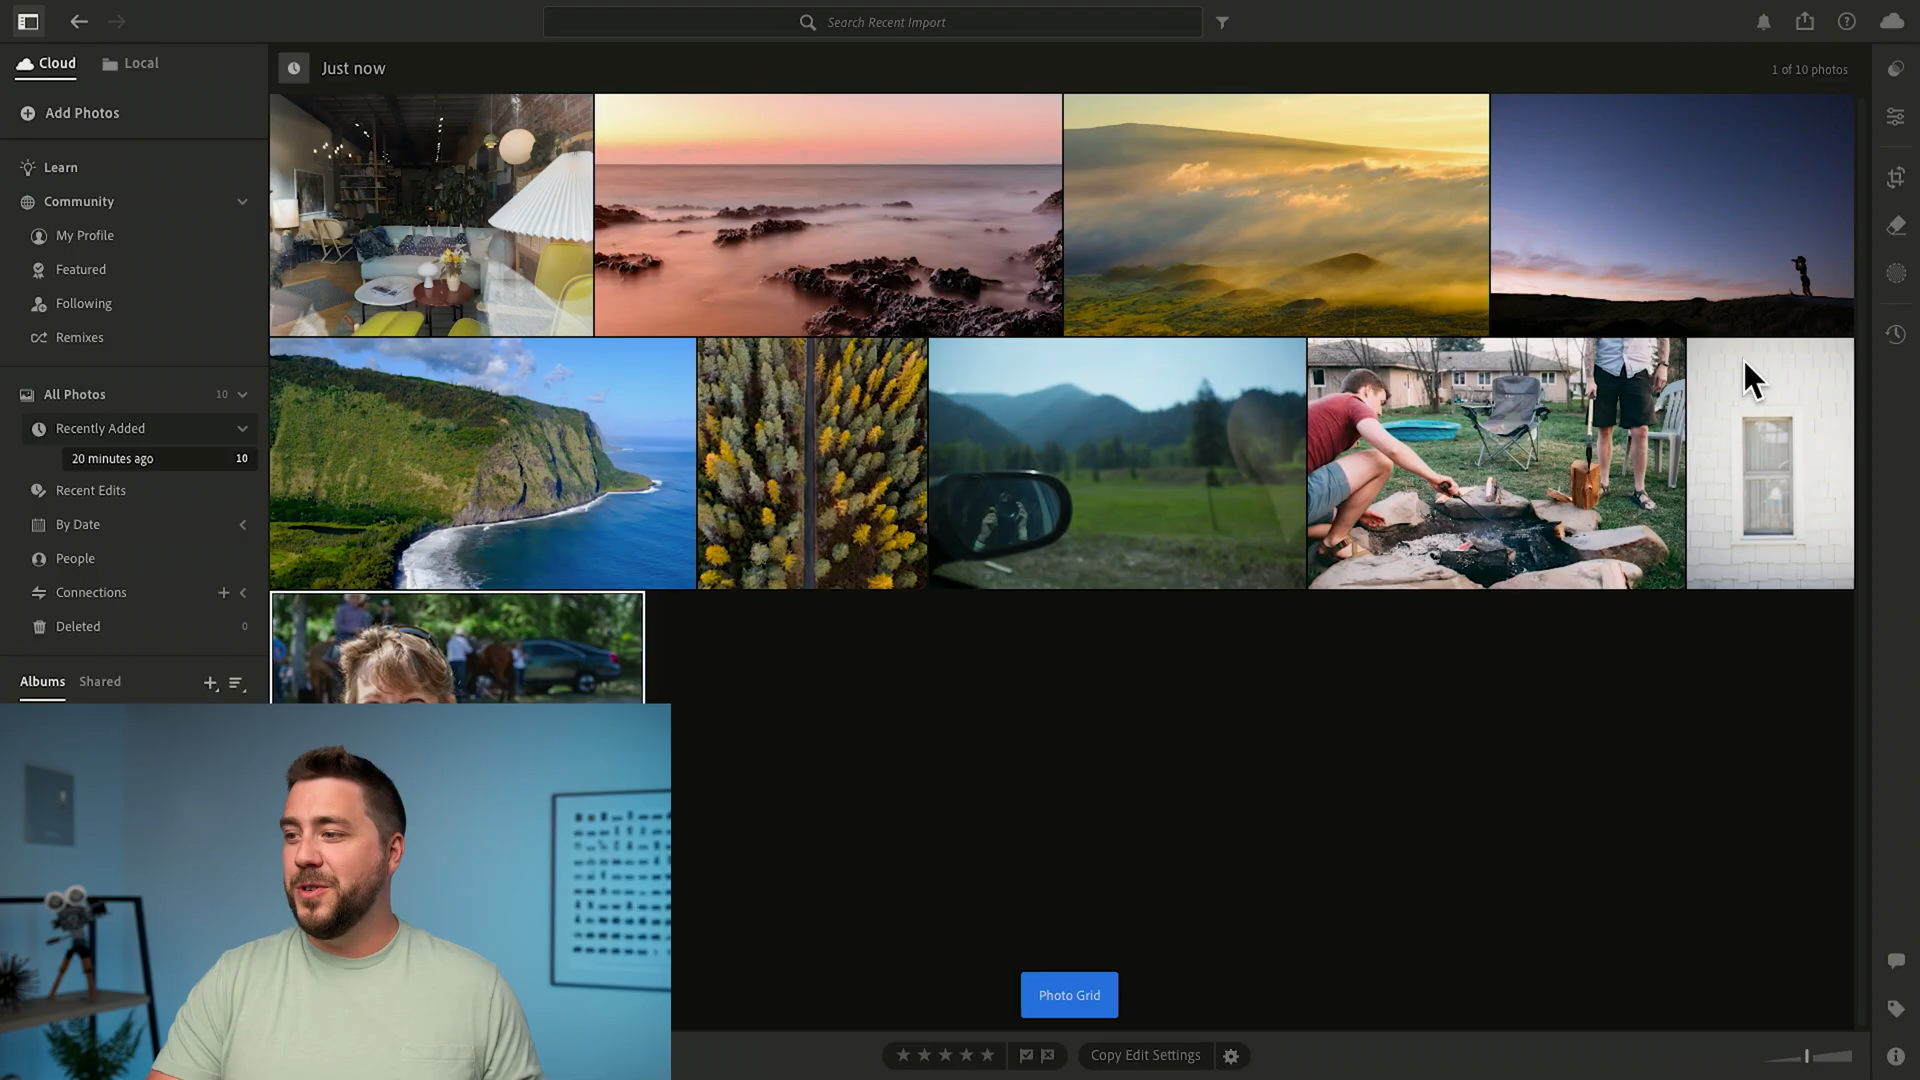 Search Recent Import
Cloud
Local
Just now
1 of 10 photos
Add Photos
Learn
Community
My Profile
Featured
Following
Remixes
All Photos
10
Recently Added
20 minutes ago
10
Recent Edits
By Date
People
Connections
Deleted
0
Albums
Shared
Photo Grid
Copy Edit Settings